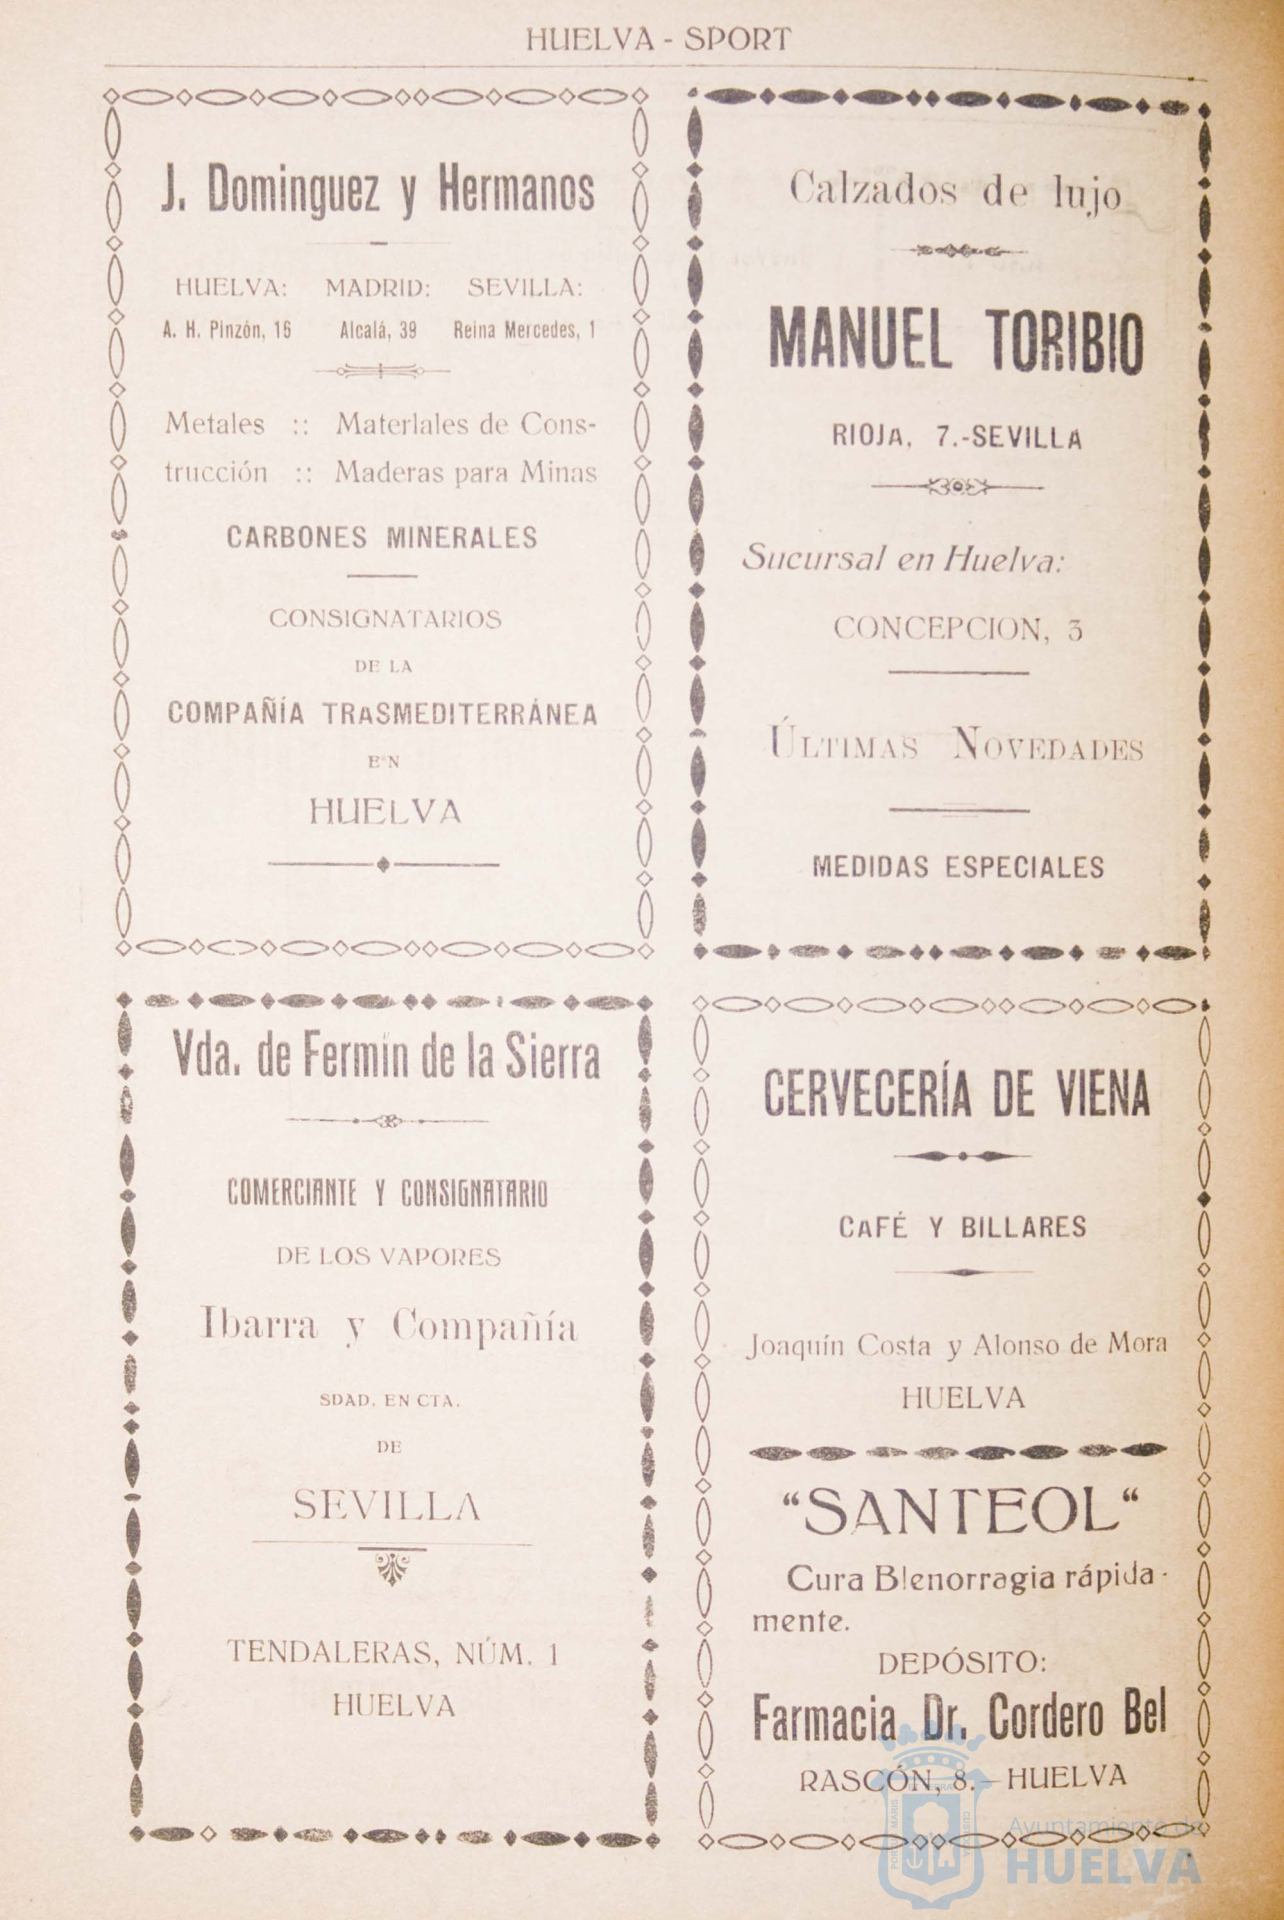 HUELVA - SPORT
J. Dominguez y Hermanos
HUELVA: MADRID: SEVILLA:
A. H. Pinzón, 16 Alcalá, 39 Reina Mercedes, 1
Metales :: Materlales de Cons-
trucción :: Maderas para Minas
CARBONES MINERALES
CONSIGNATARIOS
DE LA
COMPAÑÍA TRASMEDITERRÁNEA
EN
HUELVA
Calzados de lujo
MANUEL TORIBIO
RIOJA, 7.-SEVILLA
Sucursal en Huelva:
CONCEPCION, 3
ÚLTIMAS NOVEDADES
MEDIDAS ESPECIALES
Vda. de Fermín de la Sierra
COMERCIANTE Y CONSIGNATARIO
DE LOS VAPORES
Ibarra y Compañía
SDAD. EN CTA.
DE
SEVILLA
TENDALERAS, NÚM. 1
HUELVA
CERVECERÍA DE VIENA
CAFÉ Y BILLARES
Joaquín Costa y Alonso de Mora
HUELVA
“SANTEOL“
Cura Blenorragia rápida-
mente.
DEPÓSITO:
Farmacia Dr. Cordero Bel
RASCÓN, 8.—HUELVA
Ayuntamiento de
HUELVA